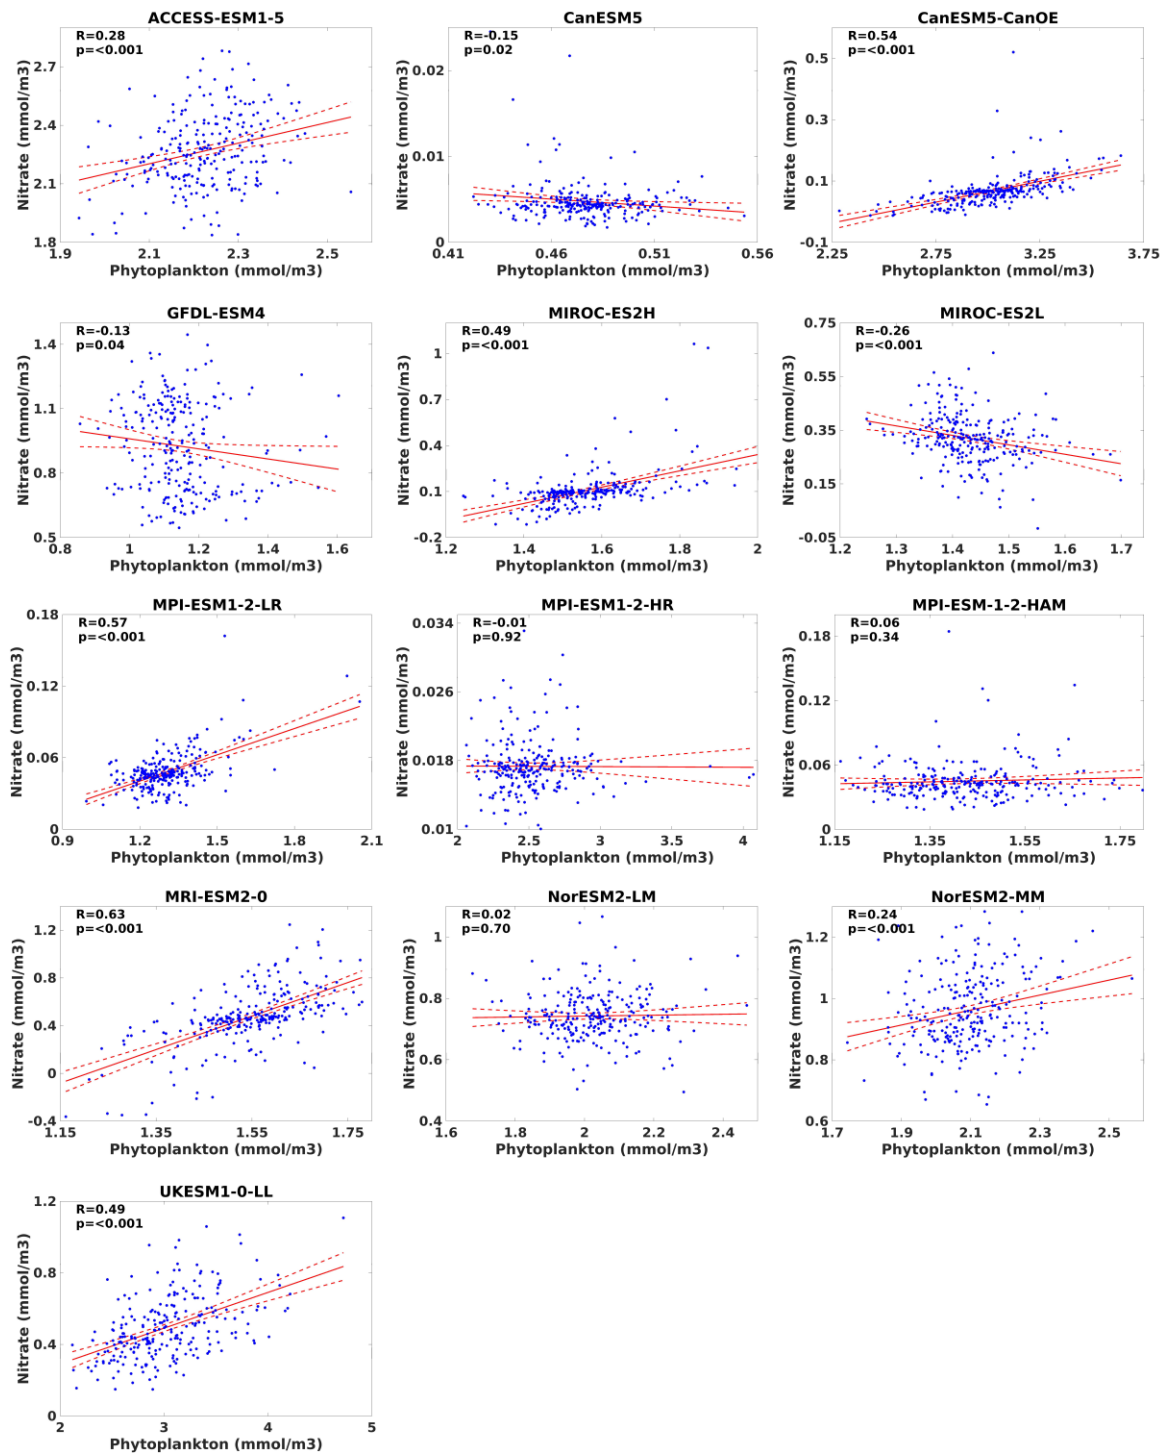 ACCESS-ESM1-5
R=0.28
p=<0.001
2.7
2.4
2.1
1.8
Nitrate (mmol/m3)
1.9
2.1
2.3
2.5
Phytoplankton (mmol/m3)
CanESM5
R=-0.15
p=0.02
0.02
0.01
0
Nitrate (mmol/m3)
0.41
0.46
0.51
0.56
Phytoplankton (mmol/m3)
CanESM5-CanOE
R=0.54
p=<0.001
0.5
0.3
0.1
-0.1
Nitrate (mmol/m3)
2.25
2.75
3.25
3.75
Phytoplankton (mmol/m3)
GFDL-ESM4
R=-0.13
p=0.04
1.4
1.1
0.8
0.5
Nitrate (mmol/m3)
0.8
1
1.2
1.4
1.6
Phytoplankton (mmol/m3)
MIROC-ES2H
R=0.49
p=<0.001
1
0.7
0.4
0.1
-0.2
Nitrate (mmol/m3)
1.2
1.4
1.6
1.8
2
Phytoplankton (mmol/m3)
MIROC-ES2L
R=-0.26
p=<0.001
0.75
0.55
0.35
0.15
-0.05
Nitrate (mmol/m3)
1.2
1.3
1.4
1.5
1.6
1.7
Phytoplankton (mmol/m3)
MPI-ESM1-2-LR
R=0.57
p=<0.001
0.18
0.12
0.06
0
Nitrate (mmol/m3)
0.9
1.2
1.5
1.8
2.1
Phytoplankton (mmol/m3)
MPI-ESM1-2-HR
R=-0.01
p=0.92
0.034
0.026
0.018
0.01
Nitrate (mmol/m3)
2
2.5
3
3.5
4
Phytoplankton (mmol/m3)
MPI-ESM-1-2-HAM
R=0.06
p=0.34
0.18
0.12
0.06
0
Nitrate (mmol/m3)
1.15
1.35
1.55
1.75
Phytoplankton (mmol/m3)
MRI-ESM2-0
R=0.63
p=<0.001
1.2
0.8
0.4
0
-0.4
Nitrate (mmol/m3)
1.15
1.35
1.55
1.75
Phytoplankton (mmol/m3)
NorESM2-LM
R=0.02
p=0.70
1
0.8
0.6
0.4
Nitrate (mmol/m3)
1.6
1.8
2
2.2
2.4
Phytoplankton (mmol/m3)
NorESM2-MM
R=0.24
p=<0.001
1.2
1
0.8
0.6
Nitrate (mmol/m3)
1.7
1.9
2.1
2.3
2.5
Phytoplankton (mmol/m3)
UKESM1-0-LL
R=0.49
p=<0.001
1.2
0.8
0.4
0
Nitrate (mmol/m3)
2
3
4
5
Phytoplankton (mmol/m3)